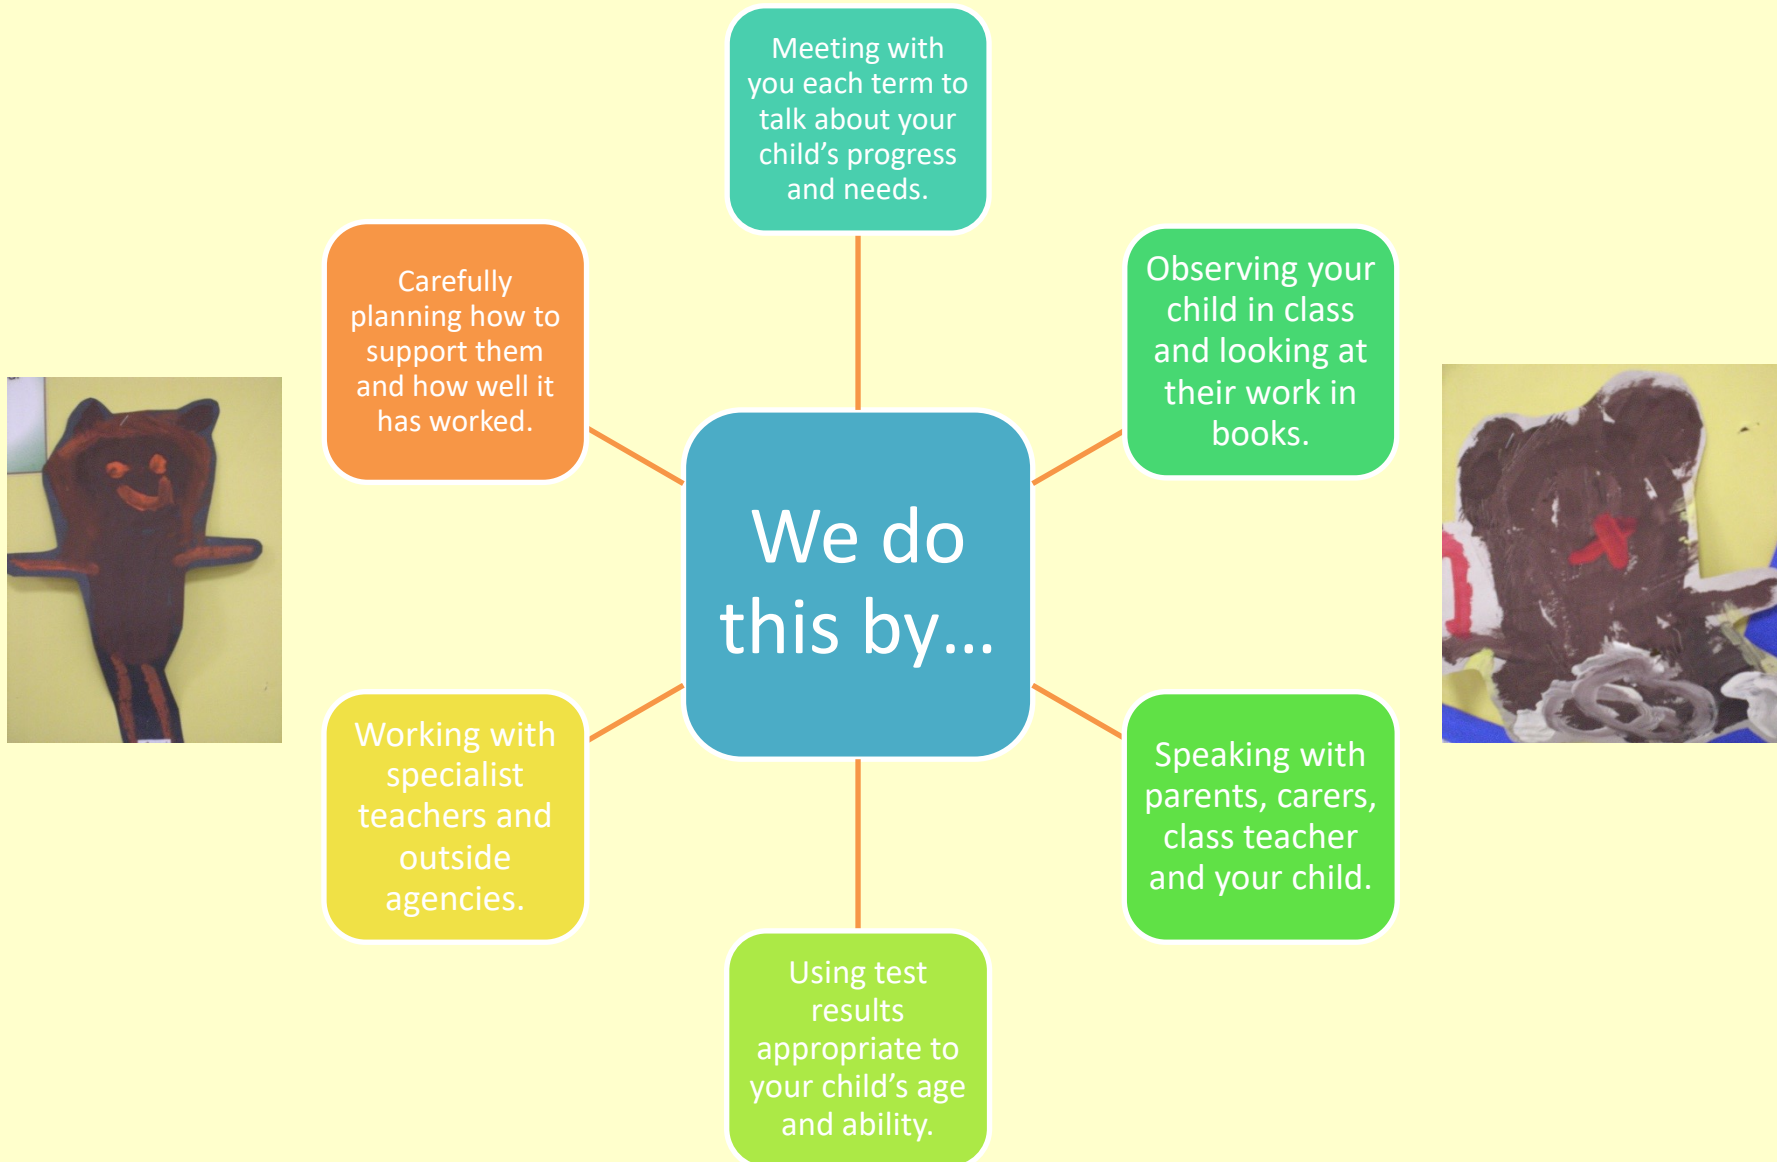 Meeting with
you each term to
talk about your
child’s progress
and needs.
Observing your
child in class
and looking at
their work in
books.
Speaking with
parents, carers,
class teacher
and your child.
Using test
results
appropriate to
your child’s age
and ability.
Working with
specialist
teachers and
outside
agencies.
Carefully
planning how to
support them
and how well it
has worked.
We do
this by…